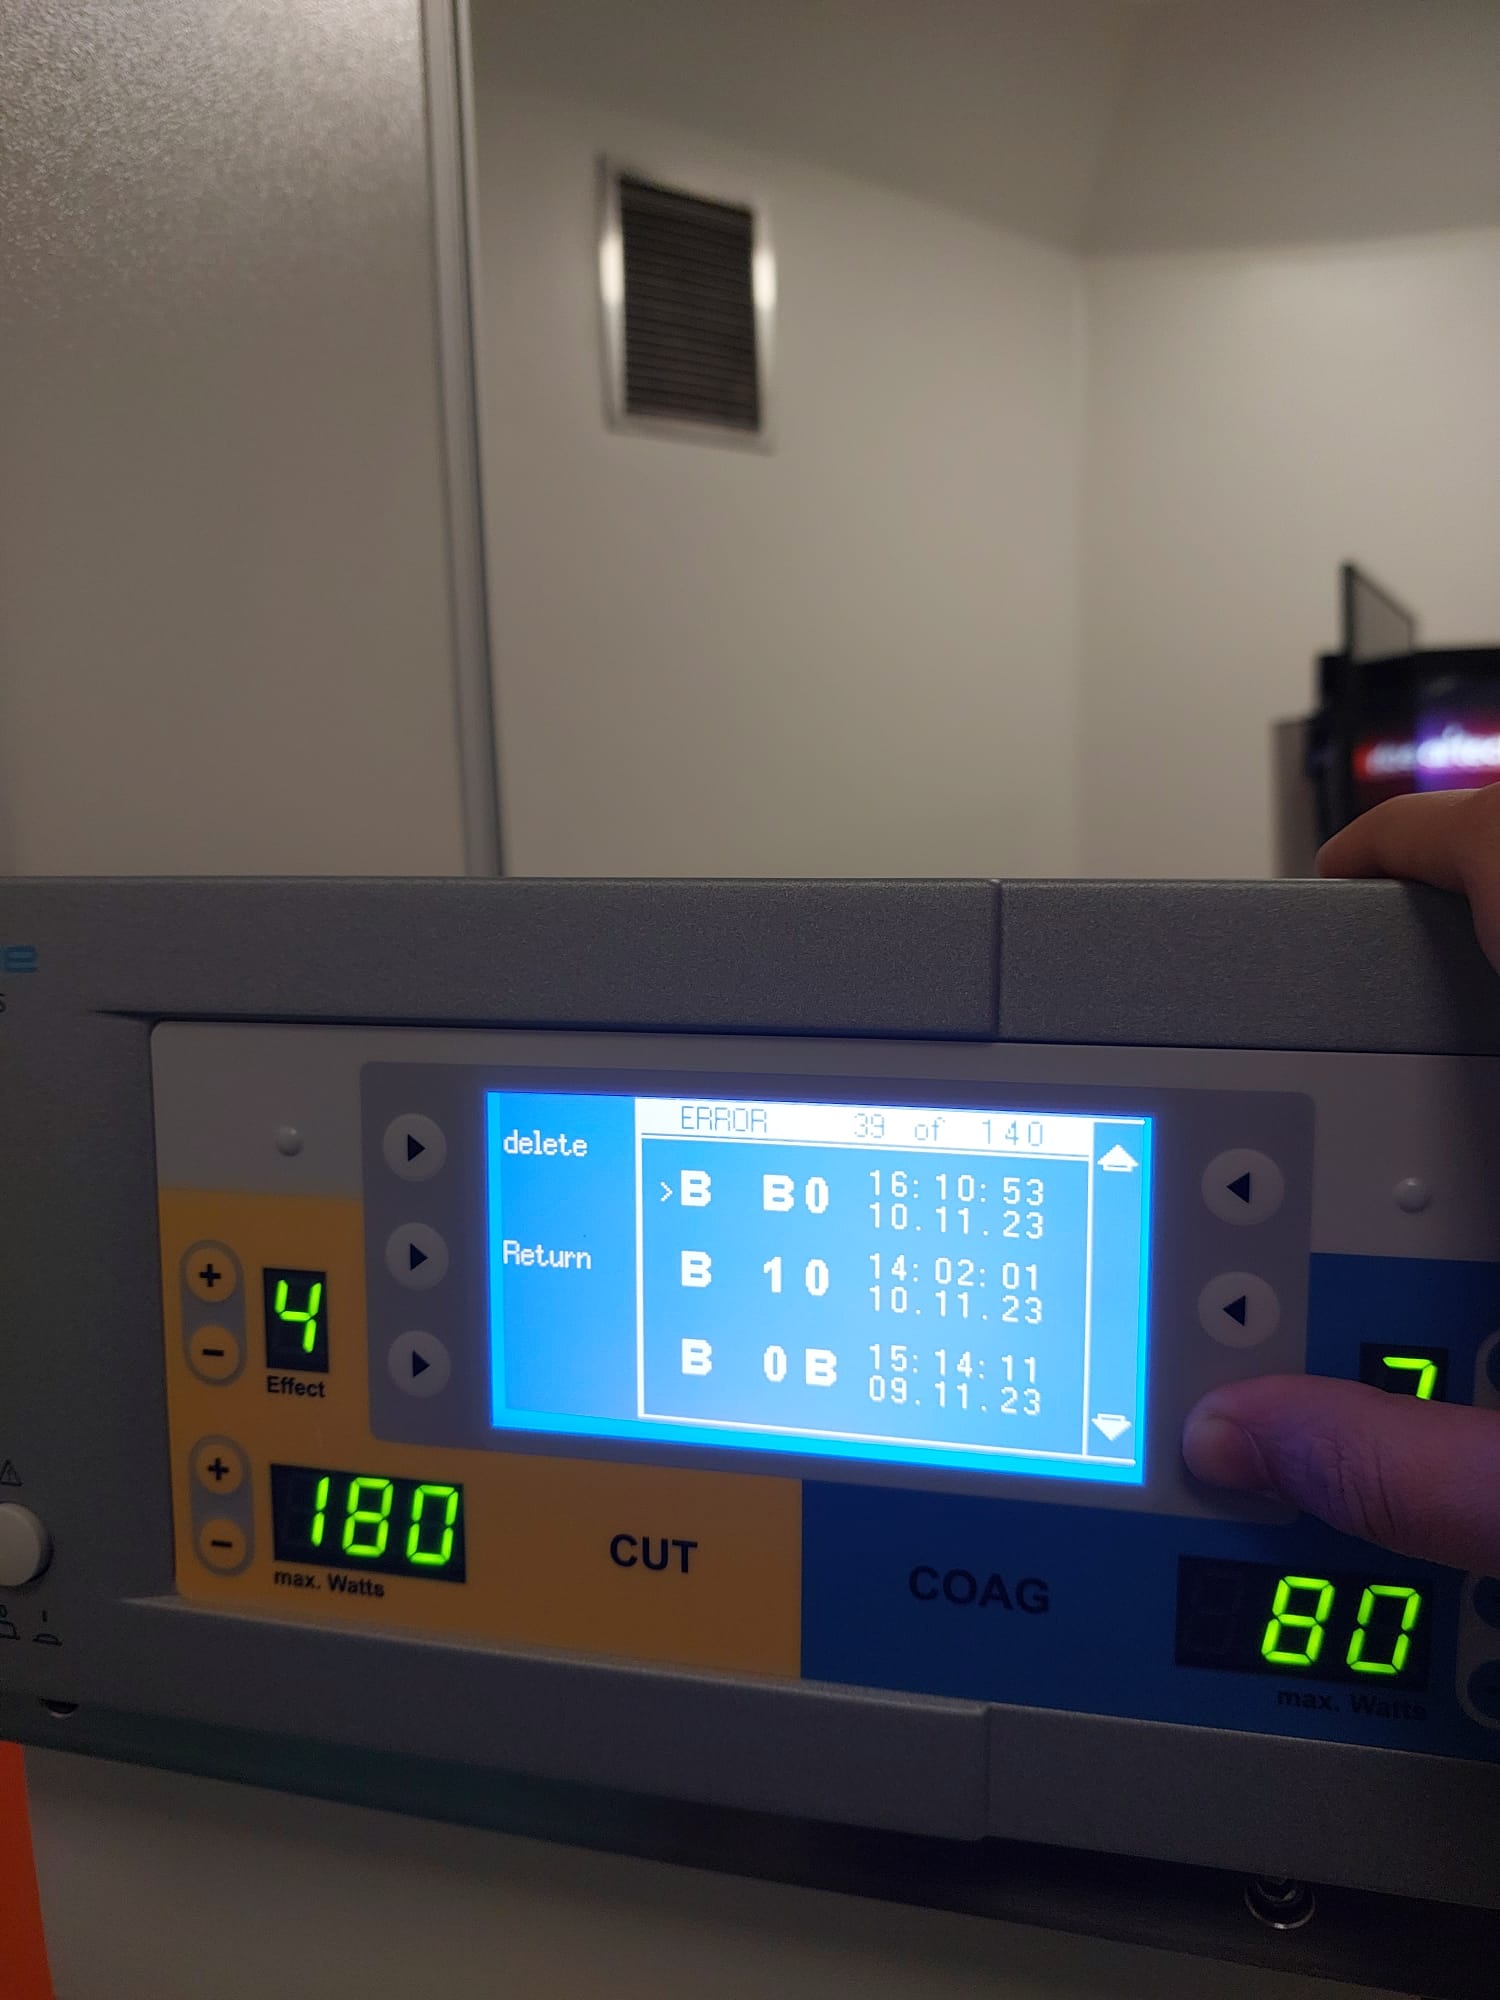 e
S
delete
Return
ERROR 39 of 140
>B B0 16:10:53
10.11.23
B 10 14:02:01
10.11.23
B 0B 15:14:11
09.11.23
+
4
-
Effect
7
+
180
-
max. Watts
CUT
COAG
80
max. Watts